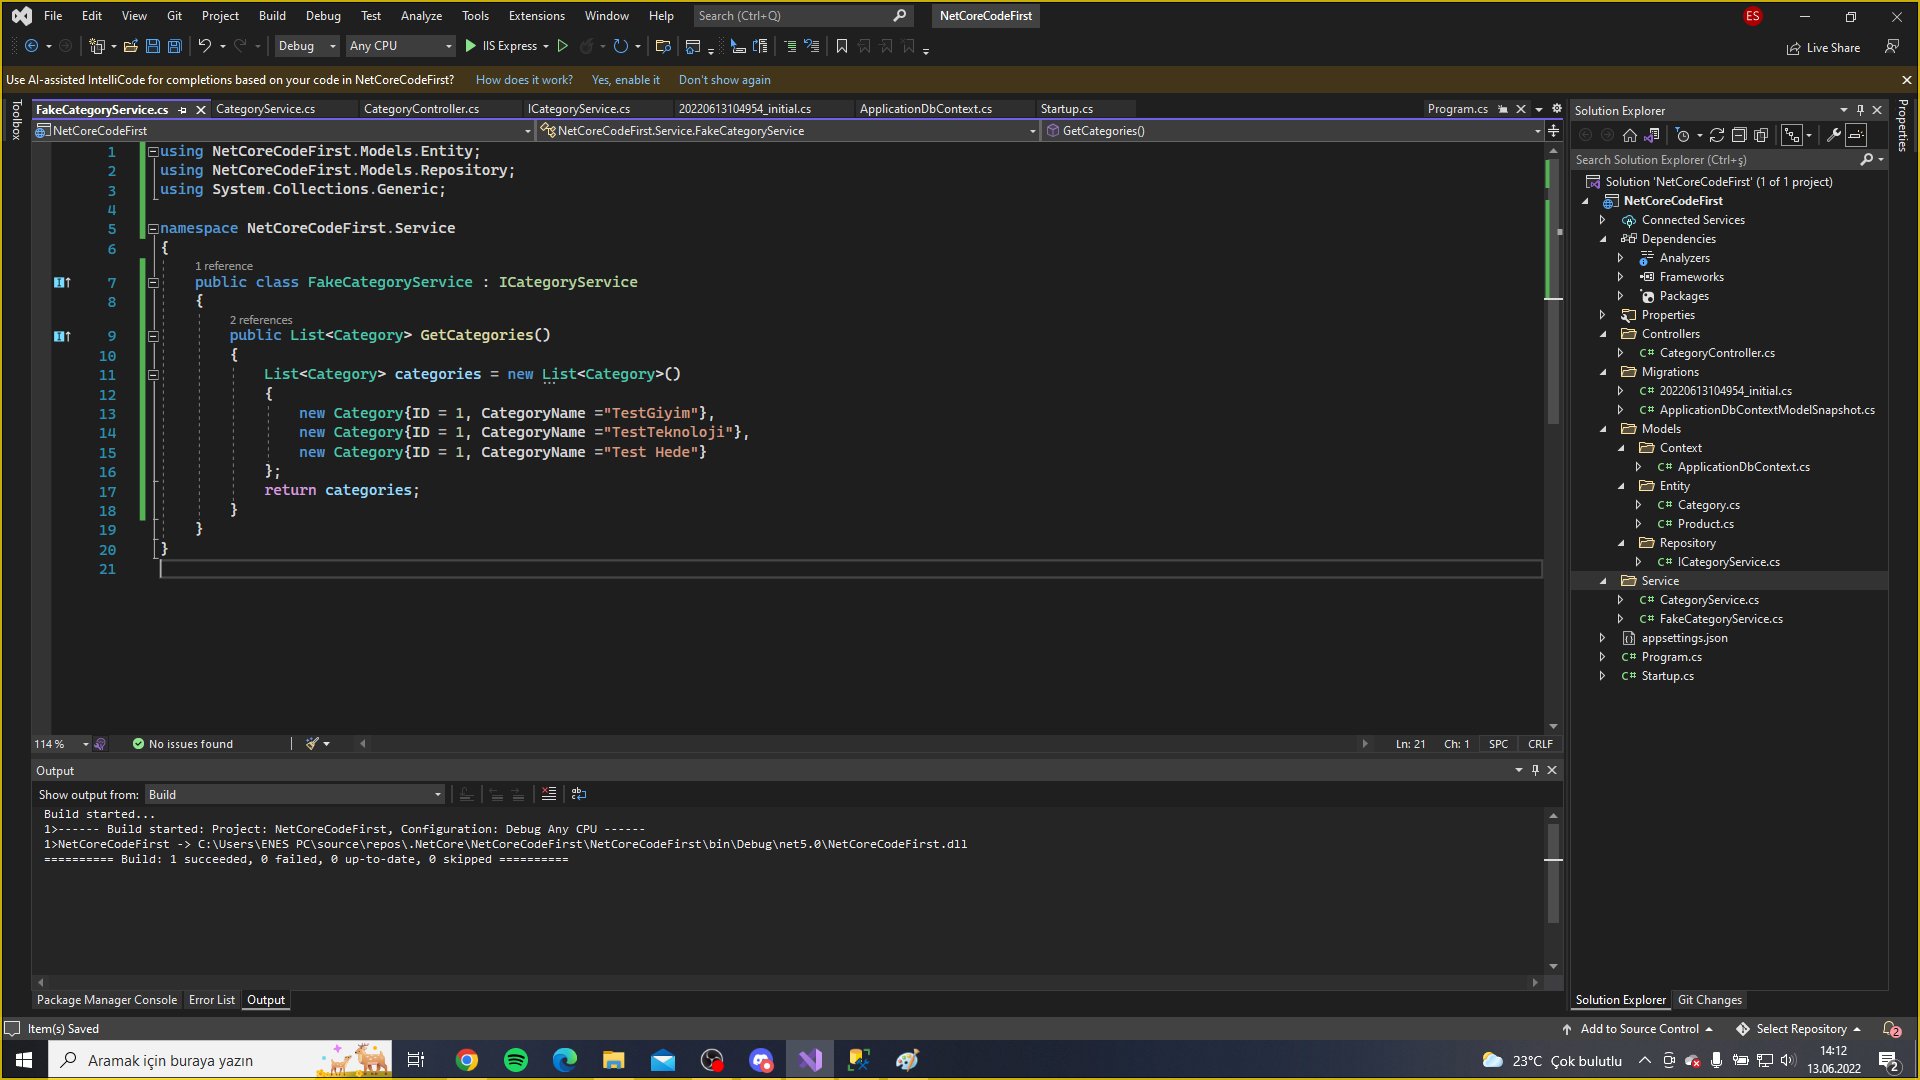 File Edit View Git Project Build Debug Test Analyze Tools Extensions Window Help Search (Ctrl+Q) NetCoreCodeFirst ES
Debug Any CPU IIS Express Live Share
Use AI-assisted IntelliCode for completions based on your code in NetCoreCodeFirst? How does it work? Yes, enable it Don't show again
Toolbox
FakeCategoryService.cs CategoryService.cs CategoryController.cs ICategoryService.cs 20220613104954_initial.cs ApplicationDbContext.cs Startup.cs Program.cs
NetCoreCodeFirst NetCoreCodeFirst.Service.FakeCategoryService GetCategories()
1 using NetCoreCodeFirst.Models.Entity;
2 using NetCoreCodeFirst.Models.Repository;
3 using System.Collections.Generic;
4
5 namespace NetCoreCodeFirst.Service
6 {
1 reference
7 public class FakeCategoryService : ICategoryService
8 {
2 references
9 public List<Category> GetCategories()
10 {
11 List<Category> categories = new List<Category>()
12 {
13 new Category{ID = 1, CategoryName ="TestGiyim"},
14 new Category{ID = 1, CategoryName ="TestTeknoloji"},
15 new Category{ID = 1, CategoryName ="Test Hede"}
16 };
17 return categories;
18 }
19 }
20 }
21
114 % No issues found Ln: 21 Ch: 1 SPC CRLF
Output
Show output from: Build
Build started...
1>------ Build started: Project: NetCoreCodeFirst, Configuration: Debug Any CPU ------
1>NetCoreCodeFirst -> C:\Users\ENES PC\source\repos\.NetCore\NetCoreCodeFirst\NetCoreCodeFirst\bin\Debug\net5.0\NetCoreCodeFirst.dll
========== Build: 1 succeeded, 0 failed, 0 up-to-date, 0 skipped ==========
Package Manager Console Error List Output
Solution Explorer
Search Solution Explorer (Ctrl+ş)
Solution 'NetCoreCodeFirst' (1 of 1 project)
NetCoreCodeFirst
Connected Services
Dependencies
Analyzers
Frameworks
Packages
Properties
Controllers
C# CategoryController.cs
Migrations
C# 20220613104954_initial.cs
C# ApplicationDbContextModelSnapshot.cs
Models
Context
C# ApplicationDbContext.cs
Entity
C# Category.cs
C# Product.cs
Repository
C# ICategoryService.cs
Service
C# CategoryService.cs
C# FakeCategoryService.cs
appsettings.json
C# Program.cs
C# Startup.cs
Solution Explorer Git Changes
Properties
Item(s) Saved Add to Source Control Select Repository 2
Aramak için buraya yazın 23°C Çok bulutlu 14:12
13.06.2022 2